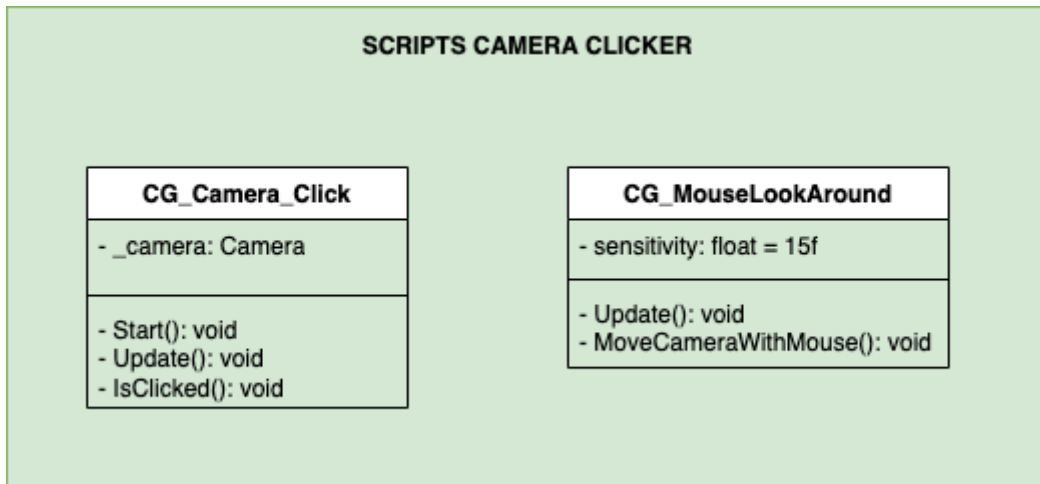 SCRIPTS CAMERA CLICKER
CG_Camera_Click
- _camera: Camera
- Start(): void
- Update(): void
- IsClicked(): void
CG_MouseLookAround
- sensitivity: float = 15f
- Update(): void
- MoveCameraWithMouse(): void